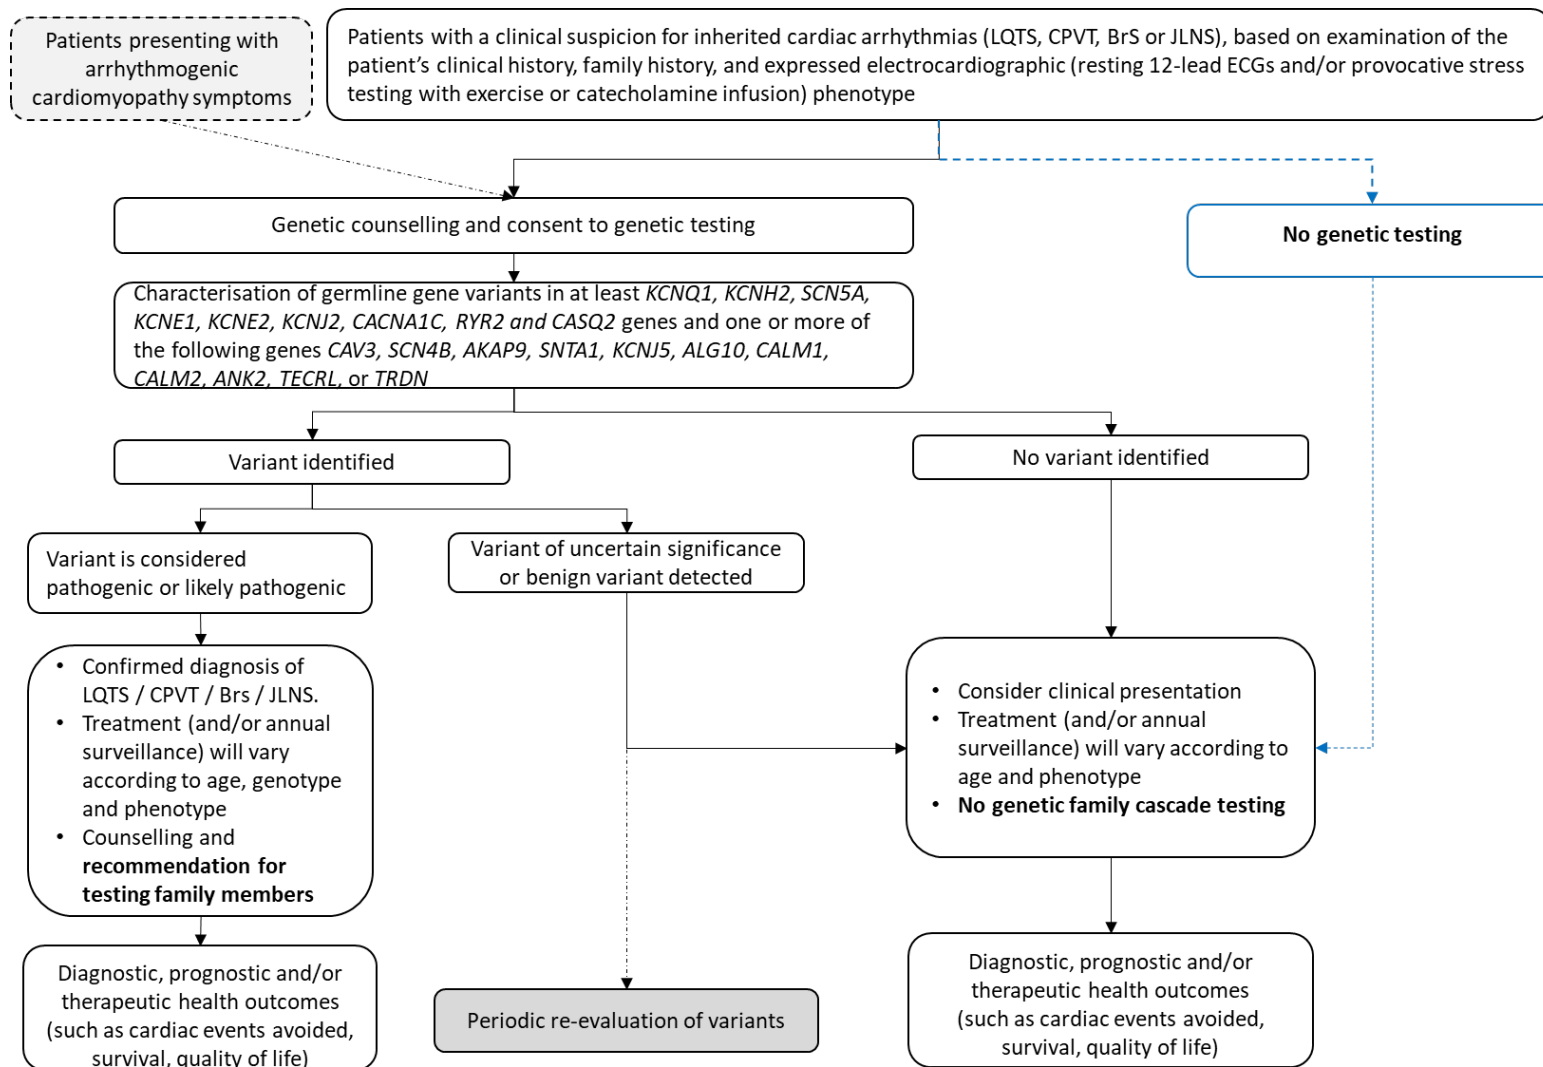 Patients presenting with
arrhythmogenic
cardiomyopathy symptoms
Patients with a clinical suspicion for inherited cardiac arrhythmias (LQTS, CPVT, BrS or JLNS), based on examination of the
patient's clinical history, family history, and expressed electrocardiographic (resting 12-lead ECGs and/or provocative stress
testing with exercise or catecholamine infusion) phenotype
Genetic counselling and consent to genetic testing
No genetic testing
Characterisation of germline gene variants in at least KCNQ1, KCNH2, SCN5A,
KCNE1, KCNE2, KCNJ2, CACNA1C, RYR2 and CASQ2 genes and one or more of
the following genes CAV3, SCN4B, AKAP9, SNTA1, KCNJ5, ALG10, CALM1,
CALM2, ANK2, TECRL, or TRDN
Variant identified
No variant identified
Variant is considered
pathogenic or likely pathogenic
Variant of uncertain significance
or benign variant detected
• Confirmed diagnosis of
LQTS / CPVT / Brs / JLNS.
• Treatment (and/or annual
surveillance) will vary
according to age, genotype
and phenotype
• Counselling and
recommendation for
testing family members
• Consider clinical presentation
• Treatment (and/or annual
surveillance) will vary according to
age and phenotype
• No genetic family cascade testing
Diagnostic, prognostic and/or
therapeutic health outcomes
(such as cardiac events avoided,
survival, quality of life)
Periodic re-evaluation of variants
Diagnostic, prognostic and/or
therapeutic health outcomes
(such as cardiac events avoided,
survival, quality of life)